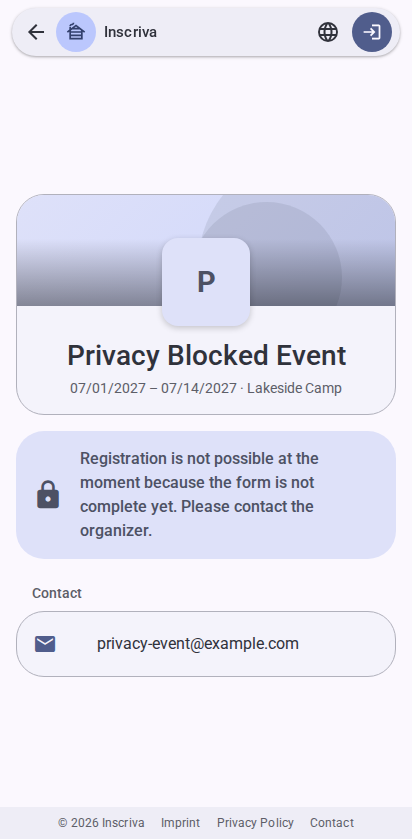 Inscriva
P
Privacy Blocked Event
07/01/2027 – 07/14/2027 · Lakeside Camp
Registration is not possible at the
moment because the form is not
complete yet. Please contact the
organizer.
Contact
privacy-event@example.com
© 2026 Inscriva Imprint Privacy Policy Contact